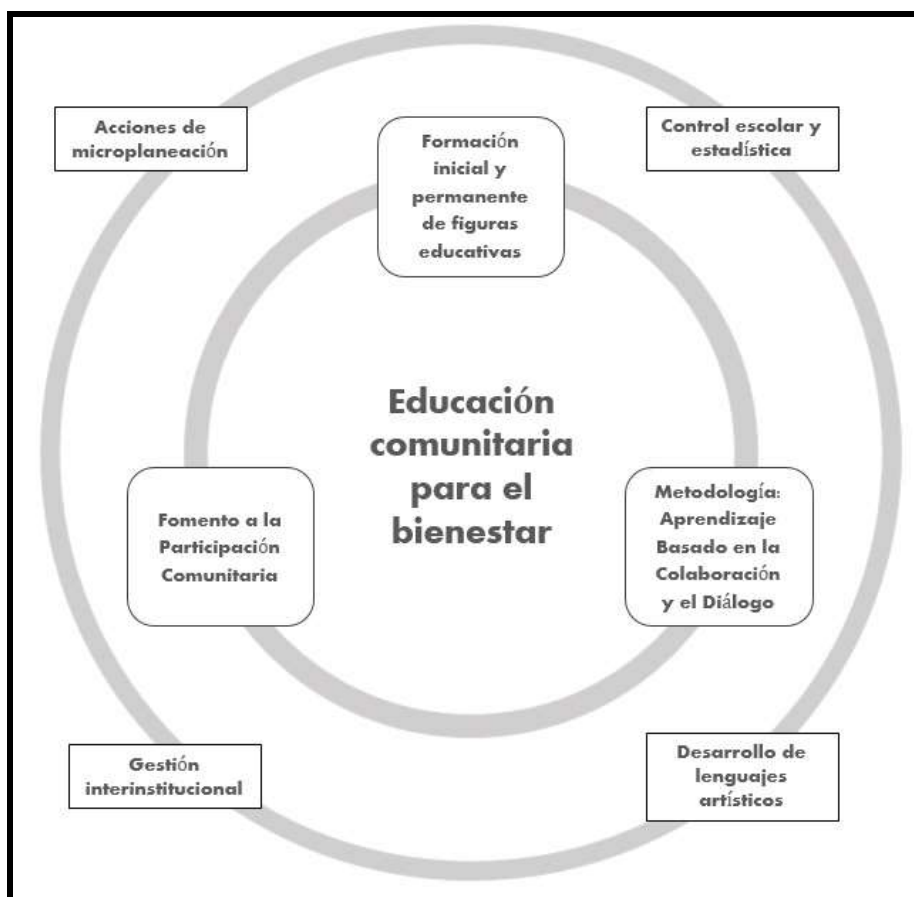 Acciones de
microplaneación
Control escolar y
estadística
Formación
inicial y
permanente
de figuras
educativas
Educación
comunitaria
para el
bienestar
Fomento a la
Participación
Comunitaria
Metodología:
Aprendizaje
Basado en la
Colaboración
y el Diálogo
Gestión
interinstitucional
Desarrollo de
lenguajes
artísticos